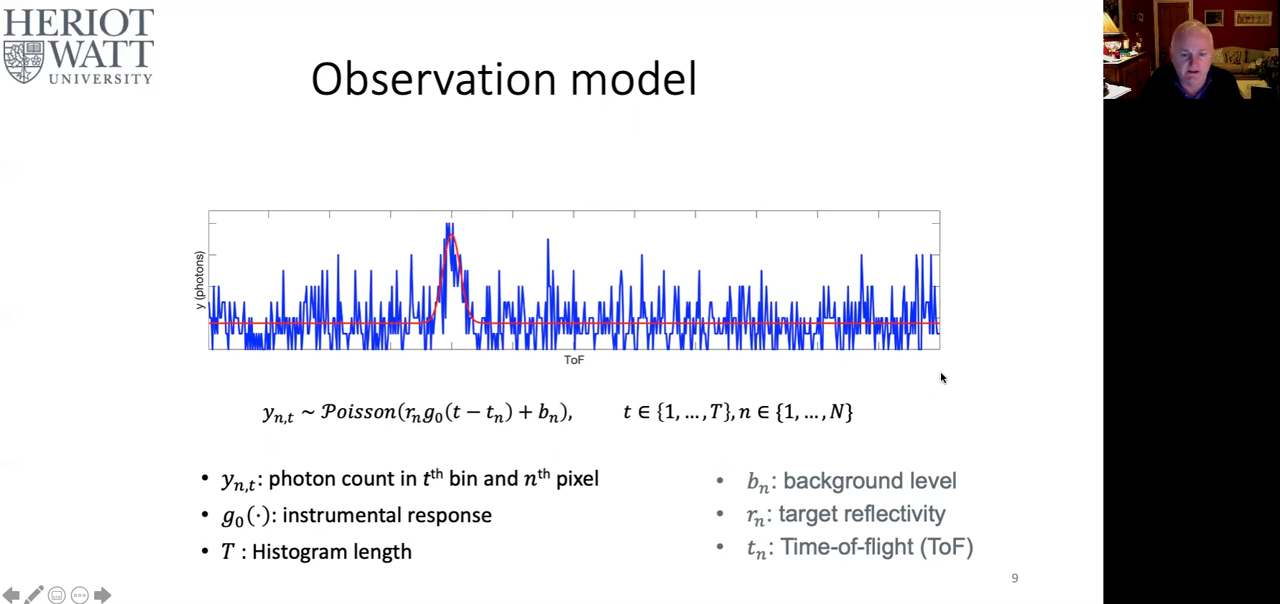 HERIOT
WATT
UNIVERSITY
Observation model
y (photons)
ToF
y_{n,t} ~ 𝒫oisson(r_n g_0(t − t_n) + b_n), t ∈ {1, …, T}, n ∈ {1, …, N}
• y_{n,t}: photon count in t^{th} bin and n^{th} pixel
• g_0(·): instrumental response
• T : Histogram length
• b_n: background level
• r_n: target reflectivity
• t_n: Time-of-flight (ToF)
9